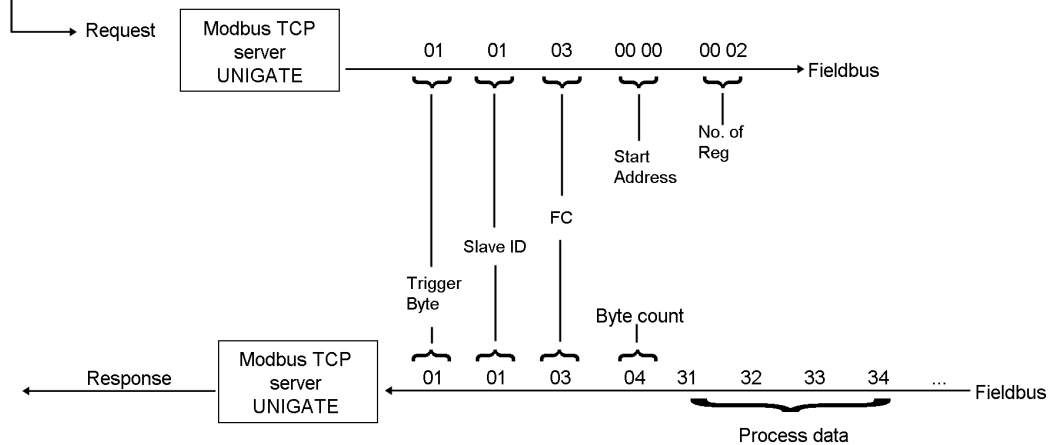 Request
Modbus TCP
server
UNIGATE
01 01 03 00 00 00 02
Fieldbus
No. of
Reg
Start
Address
FC
Slave ID
Trigger
Byte
Byte count
Response
Modbus TCP
server
UNIGATE
01 01 03 04 31 32 33 34 ...
Fieldbus
Process data